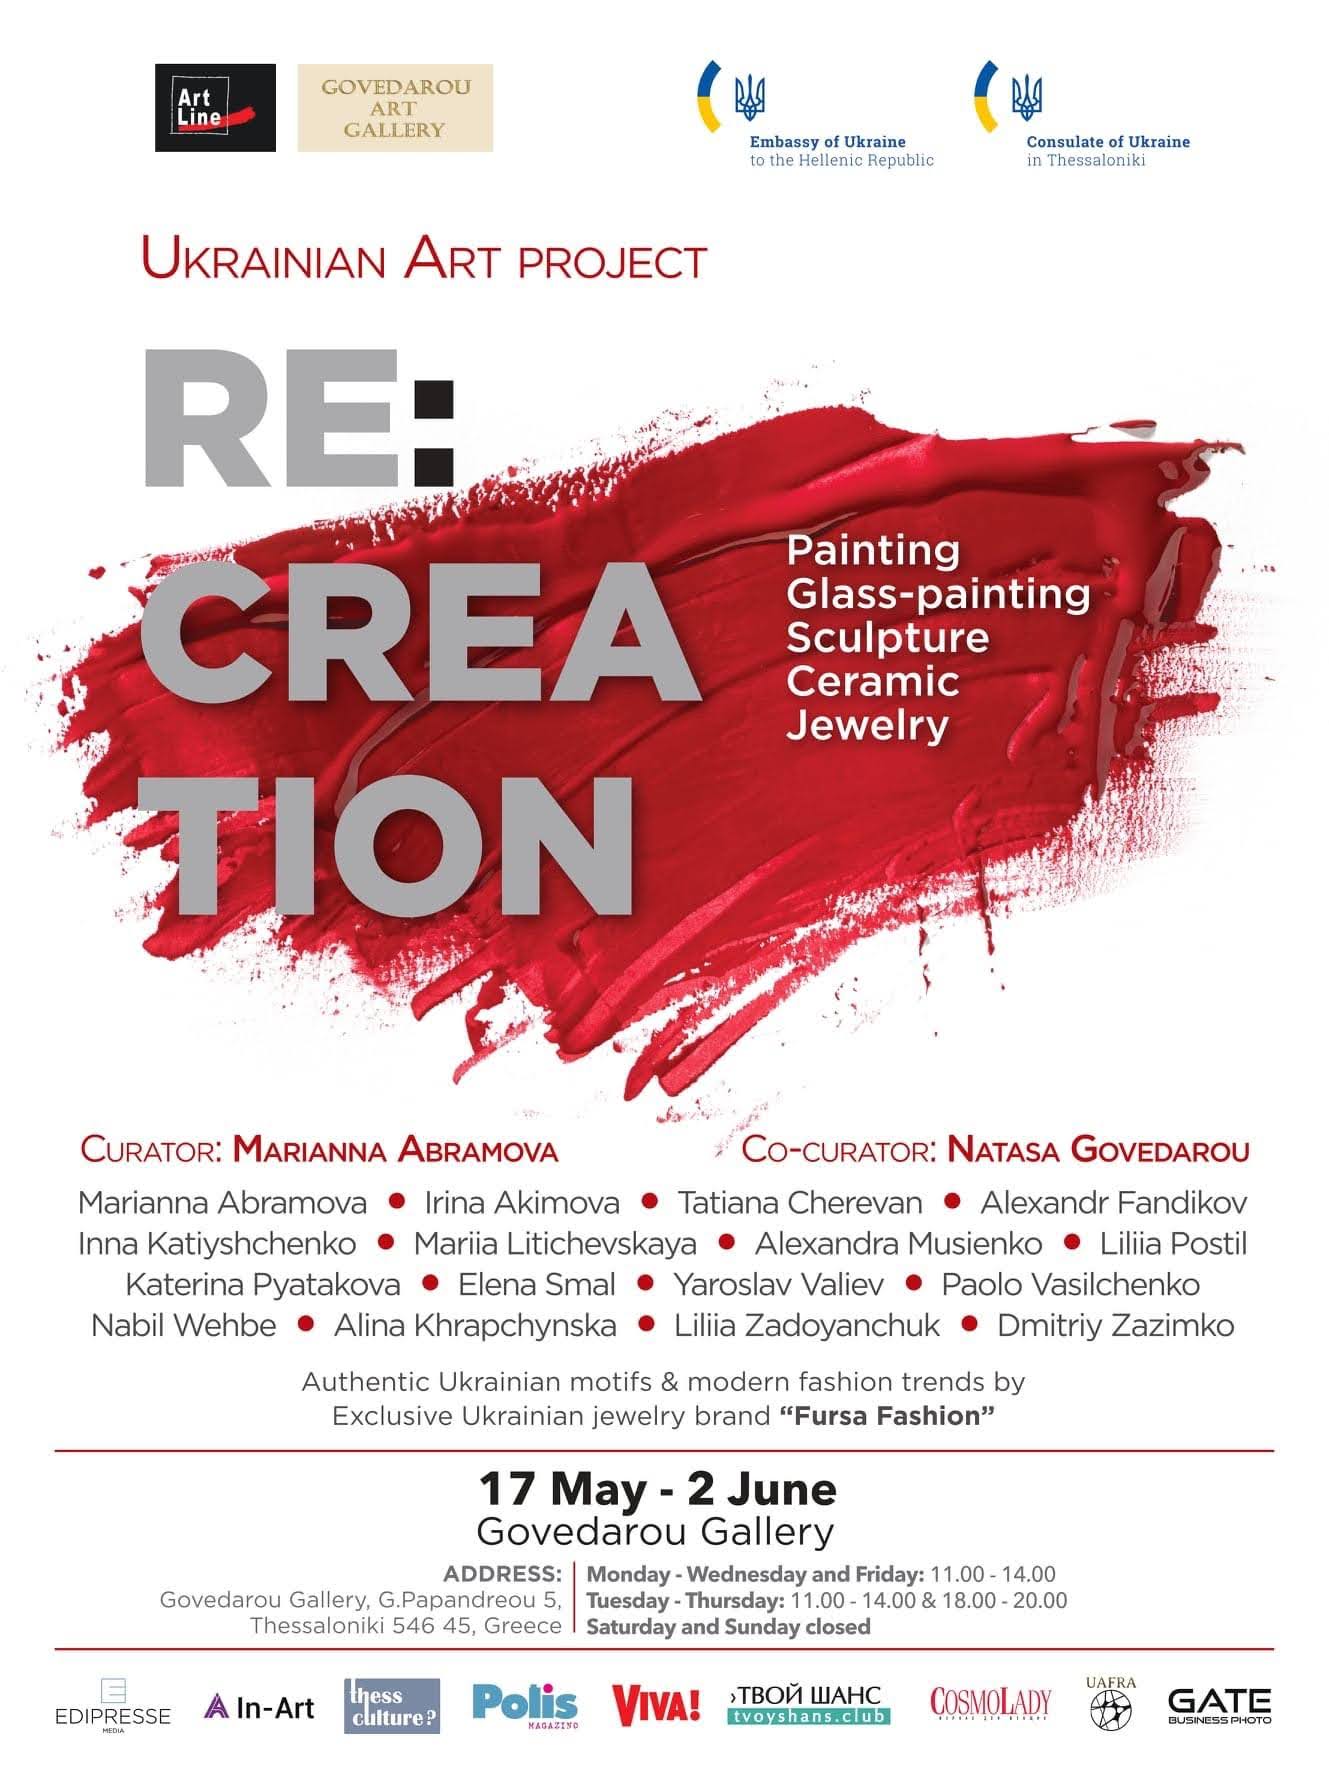 Art
Line
GOVEDAROU
ART
GALLERY
Embassy of Ukraine
to the Hellenic Republic
Consulate of Ukraine
in Thessaloniki
UKRAINIAN ART PROJECT
RE:
CREA
TION
Painting
Glass-painting
Sculpture
Ceramic
Jewelry
CURATOR: MARIANNA ABRAMOVA
CO-CURATOR: NATASA GOVEDAROU
Marianna Abramova • Irina Akimova • Tatiana Cherevan • Alexandr Fandikov
Inna Katiyshchenko • Mariia Litichevskaya • Alexandra Musienko • Liliia Postil
Katerina Pyatakova • Elena Smal • Yaroslav Valiev • Paolo Vasilchenko
Nabil Wehbe • Alina Khrapchynska • Liliia Zadoyanchuk • Dmitriy Zazimko
Authentic Ukrainian motifs & modern fashion trends by
Exclusive Ukrainian jewelry brand “Fursa Fashion”
17 May - 2 June
Govedarou Gallery
ADDRESS:
Govedarou Gallery, G.Papandreou 5,
Thessaloniki 546 45, Greece
Monday - Wednesday and Friday: 11.00 - 14.00
Tuesday - Thursday: 11.00 - 14.00 & 18.00 - 20.00
Saturday and Sunday closed
EDIPRESSE
MEDIA
In-Art
thess
culture?
Polis
MAGAZINO
VIVA!
›ТВОЙ ШАНС
tvoyshans.club
COSMOLADY
UAFRA
GATE
BUSINESS PHOTO